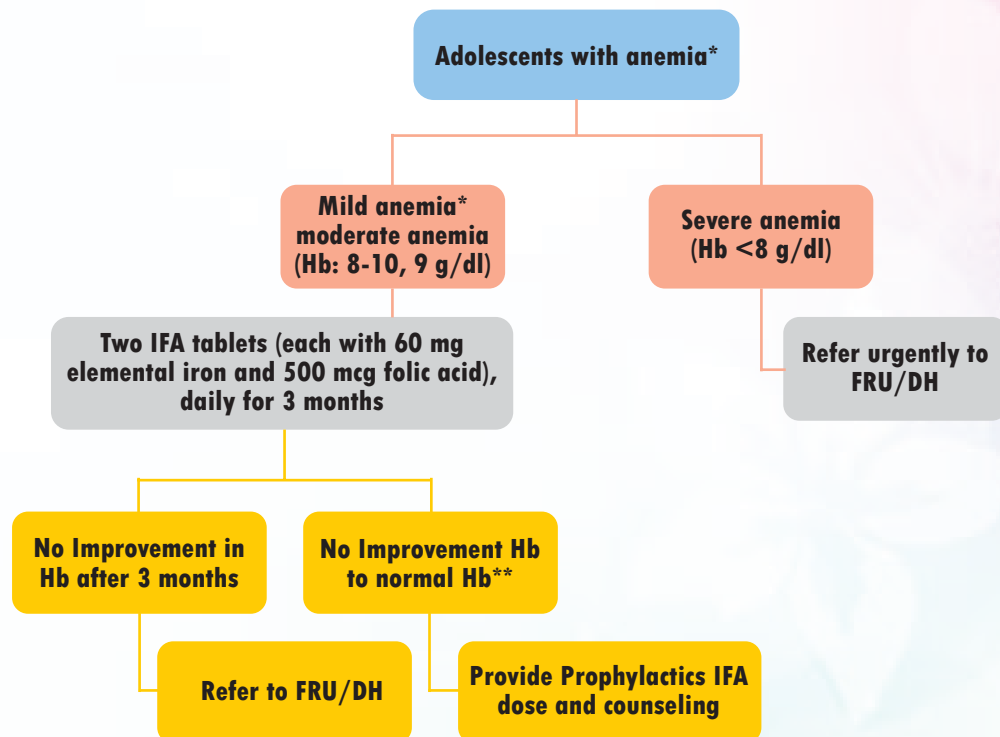 Adolescents with anemia*
Mild anemia*
moderate anemia
(Hb: 8-10, 9 g/dl)
Severe anemia
(Hb <8 g/dl)
Two IFA tablets (each with 60 mg
elemental iron and 500 mcg folic acid),
daily for 3 months
Refer urgently to
FRU/DH
No Improvement in
Hb after 3 months
No Improvement Hb
to normal Hb**
Refer to FRU/DH
Provide Prophylactics IFA
dose and counseling